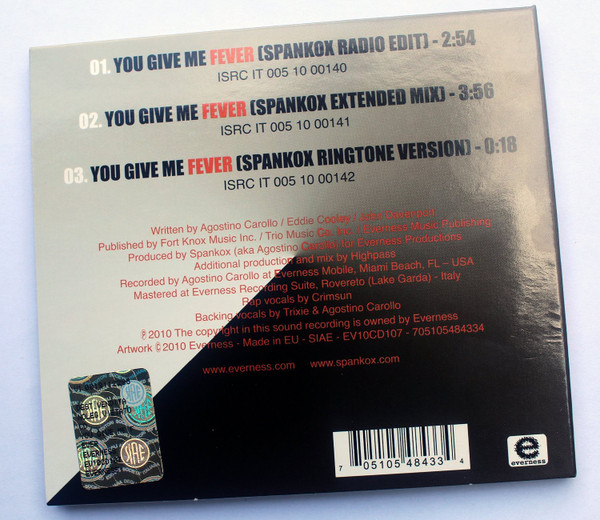 01. YOU GIVE ME FEVER (SPANKOX RADIO EDIT) - 2:54
ISRC IT 005 10 00140
02. YOU GIVE ME FEVER (SPANKOX EXTENDED MIX) - 3:56
ISRC IT 005 10 00141
03. YOU GIVE ME FEVER (SPANKOX RINGTONE VERSION) - 0:18
ISRC IT 005 10 00142
Written by Agostino Carollo / Eddie Cooley / John Davenport
Published by Fort Knox Music Inc. / Trio Music Co. Inc. / Everness Music Publishing
Produced by Spankox (aka Agostino Carollo) for Everness Productions
Additional production and mix by Highpass
Recorded by Agostino Carollo at Everness Mobile, Miami Beach, FL – USA
Mastered at Everness Recording Suite, Rovereto (Lake Garda) - Italy
Rap vocals by Crimsun
Backing vocals by Trixie & Agostino Carollo
℗ 2010 The copyright in this sound recording is owned by Everness
Artwork © 2010 Everness - Made in EU - SIAE - EV10CD107 - 705105484334
www.everness.com www.spankox.com
SIAE
7 05105 48433 4
e
everness